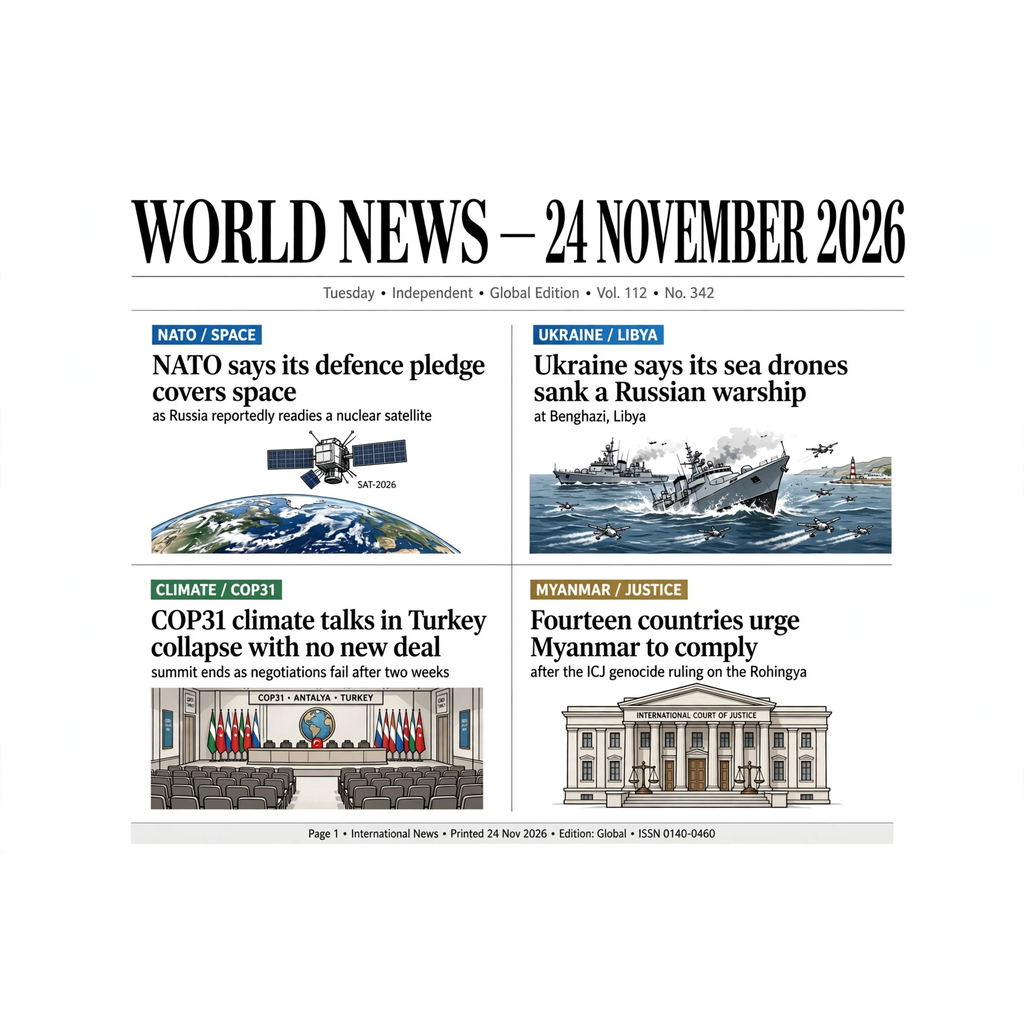 WORLD NEWS — 24 NOVEMBER 2026
Tuesday • Independent • Global Edition • Vol. 112 • No. 342
NATO / SPACE
NATO says its defence pledge
covers space
as Russia reportedly readies a nuclear satellite
SAT-2026
UKRAINE / LIBYA
Ukraine says its sea drones
sank a Russian warship
at Benghazi, Libya
CLIMATE / COP31
COP31 climate talks in Turkey
collapse with no new deal
summit ends as negotiations fail after two weeks
COP31 • ANTALYA • TURKEY
MYANMAR / JUSTICE
Fourteen countries urge
Myanmar to comply
after the ICJ genocide ruling on the Rohingya
INTERNATIONAL COURT OF JUSTICE
Page 1 • International News • Printed 24 Nov 2026 • Edition: Global • ISSN 0140-0460